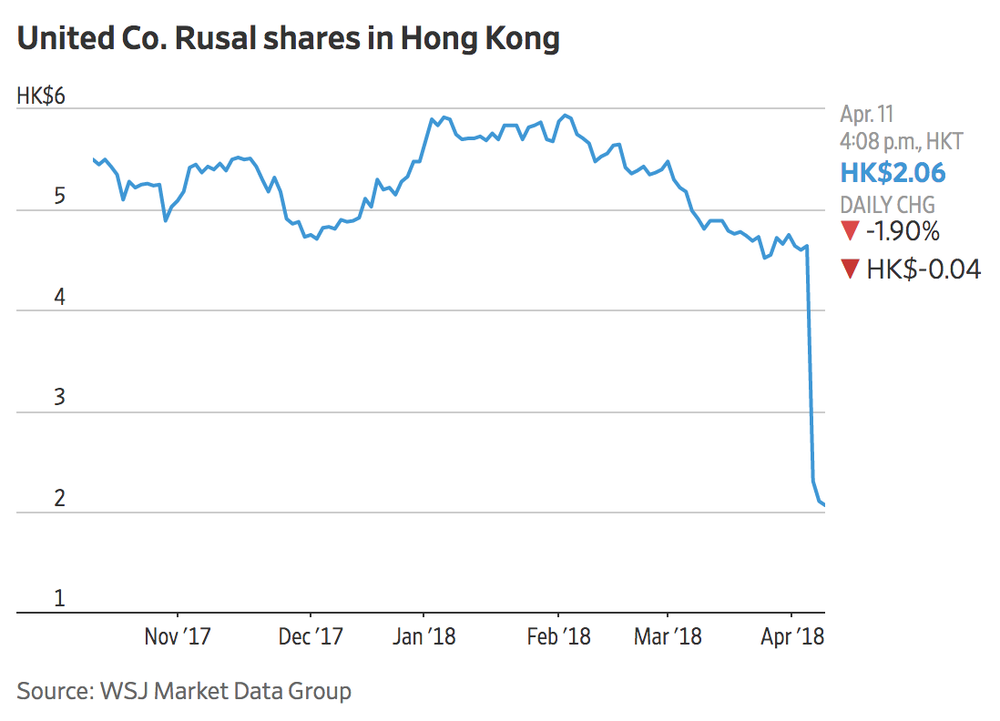 United Co. Rusal shares in Hong Kong
HK$6
5
4
3
2
1
Nov ’17 Dec ’17 Jan ’18 Feb ’18 Mar ’18 Apr ’18
Apr. 11
4:08 p.m., HKT
HK$2.06
DAILY CHG
▼ -1.90%
▼ HK$-0.04
Source: WSJ Market Data Group